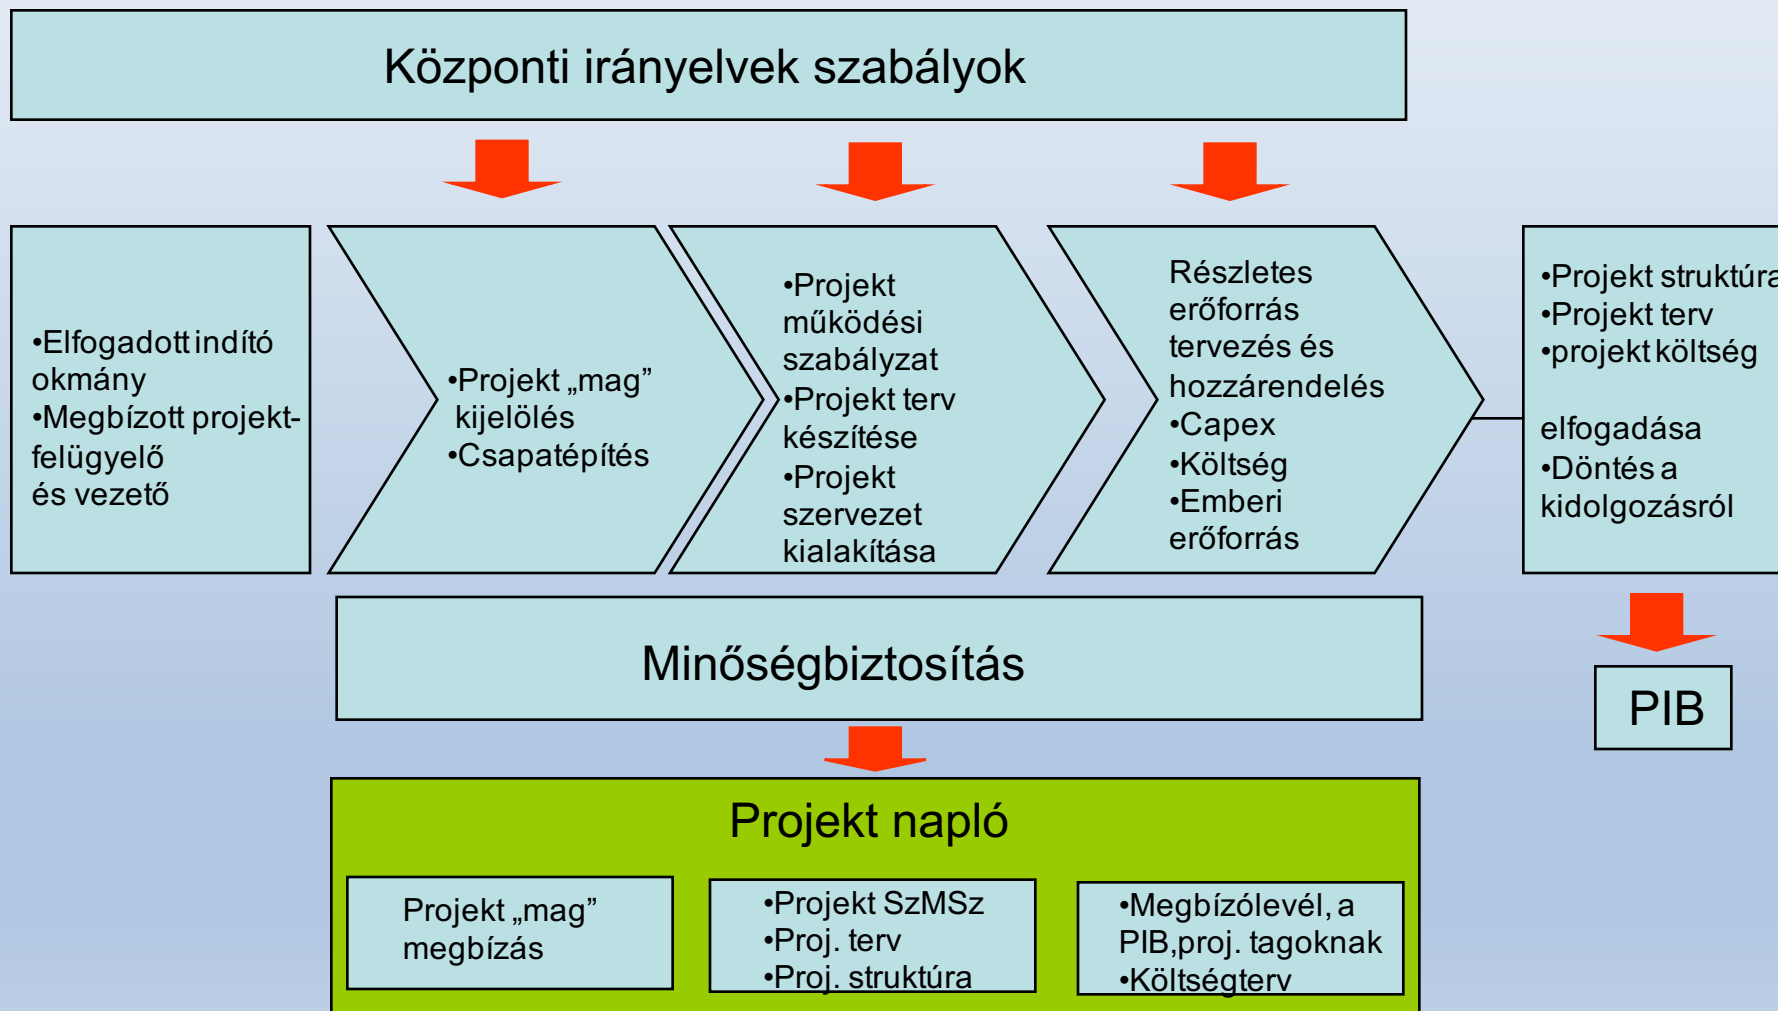 Központi irányelvek szabályok
•Elfogadott indító
okmány
•Megbízott projekt-
felügyelő
és vezető
•Projekt „mag”
kijelölés
•Csapatépítés
•Projekt
működési
szabályzat
•Projekt terv
készítése
•Projekt
szervezet
kialakítása
Részletes
erőforrás
tervezés és
hozzárendelés
•Capex
•Költség
•Emberi
erőforrás
•Projekt struktúra
•Projekt terv
•projekt költség
elfogadása
•Döntés a
kidolgozásról
Minőségbiztosítás
PIB
Projekt napló
Projekt „mag”
megbízás
•Projekt SzMSz
•Proj. terv
•Proj. struktúra
•Megbízólevél, a
PIB,proj. tagoknak
•Költségterv